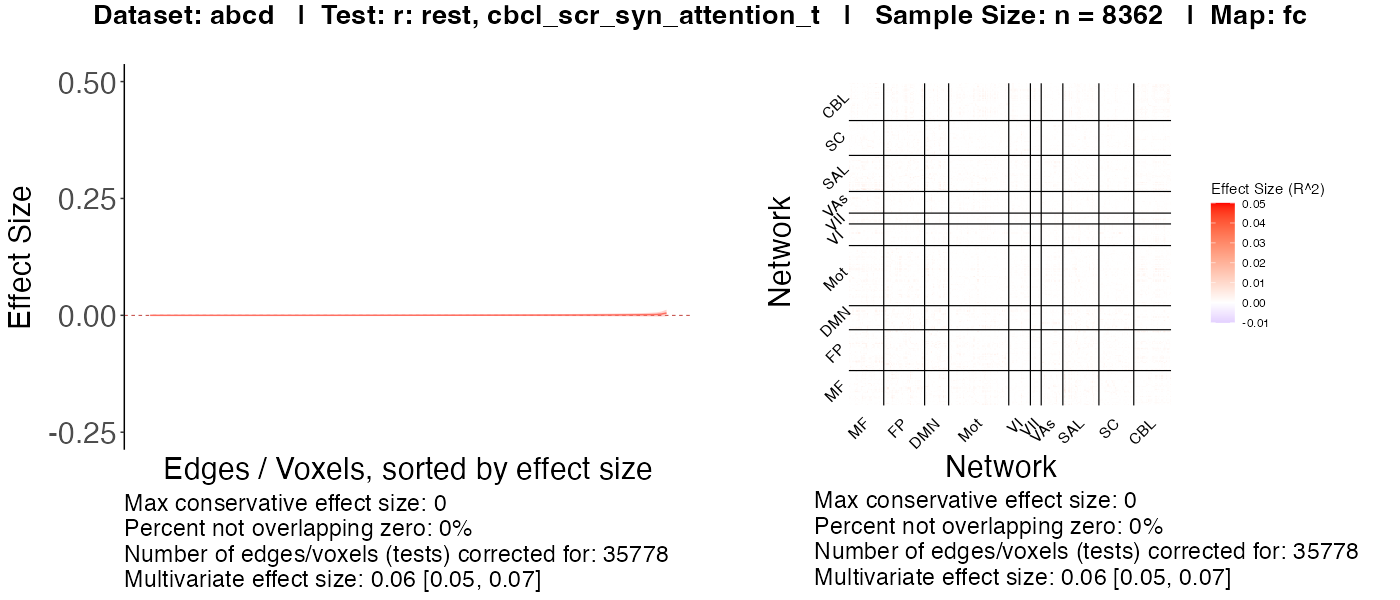 Dataset: abcd | Test: r: rest, cbcl_scr_syn_attention_t | Sample Size: n = 8362 | Map: fc
Effect Size
0.50
0.25
0.00
-0.25
Edges / Voxels, sorted by effect size
Max conservative effect size: 0
Percent not overlapping zero: 0%
Number of edges/voxels (tests) corrected for: 35778
Multivariate effect size: 0.06 [0.05, 0.07]
Network
CBL
SC
SAL
VAs
VII
VI
Mot
DMN
FP
MF
MF
FP
DMN
Mot
VI
VII
VAs
SAL
SC
CBL
Network
Effect Size (R^2)
0.05
0.04
0.03
0.02
0.01
0.00
-0.01
Max conservative effect size: 0
Percent not overlapping zero: 0%
Number of edges/voxels (tests) corrected for: 35778
Multivariate effect size: 0.06 [0.05, 0.07]